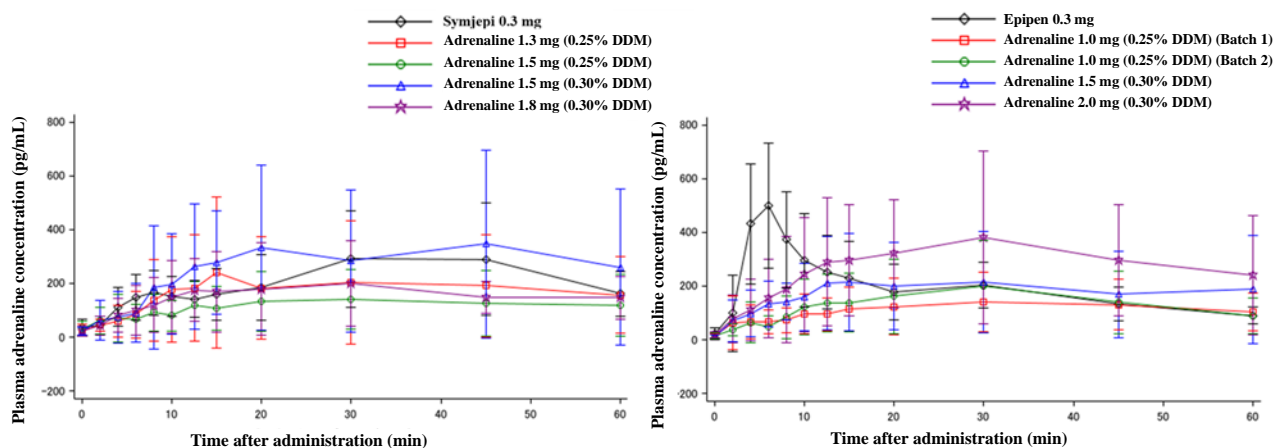 Symjepi 0.3 mg
Adrenaline 1.3 mg (0.25% DDM)
Adrenaline 1.5 mg (0.25% DDM)
Adrenaline 1.5 mg (0.30% DDM)
Adrenaline 1.8 mg (0.30% DDM)
Plasma adrenaline concentration (pg/mL)
800
600
400
200
0
−200
0
10
20
30
40
50
60
Time after administration (min)
Epipen 0.3 mg
Adrenaline 1.0 mg (0.25% DDM) (Batch 1)
Adrenaline 1.0 mg (0.25% DDM) (Batch 2)
Adrenaline 1.5 mg (0.30% DDM)
Adrenaline 2.0 mg (0.30% DDM)
Plasma adrenaline concentration (pg/mL)
800
600
400
200
0
−200
0
10
20
30
40
50
60
Time after administration (min)